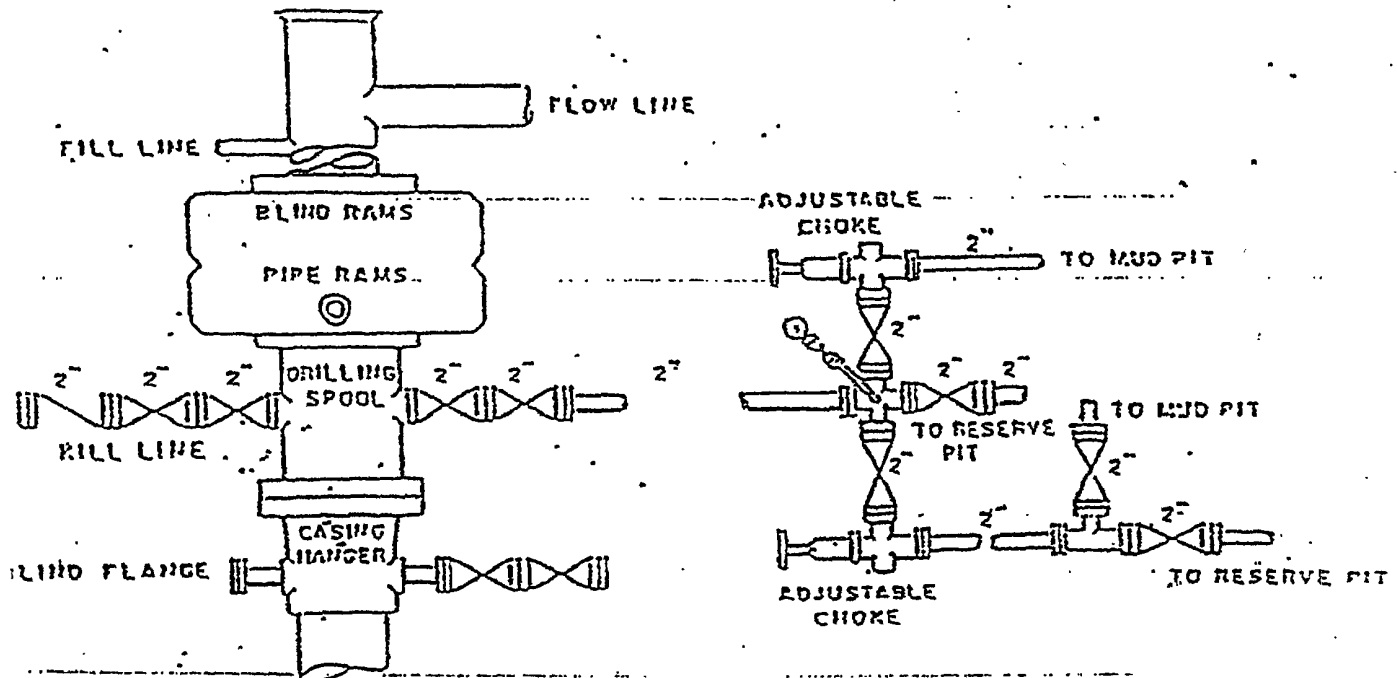 FLOW LINE
FILL LINE
BLIND RAMS
PIPE RAMS
2" 2" 2" DRILLING SPOOL 2" 2" 2"
KILL LINE
CASING HANGER
BLIND FLANGE
ADJUSTABLE
CHOKE
2"
TO MUD PIT
2"
2" 2"
TO RESERVE
PIT
2"
TO MUD PIT
2"
2" 2"
TO RESERVE PIT
ADJUSTABLE
CHOKE